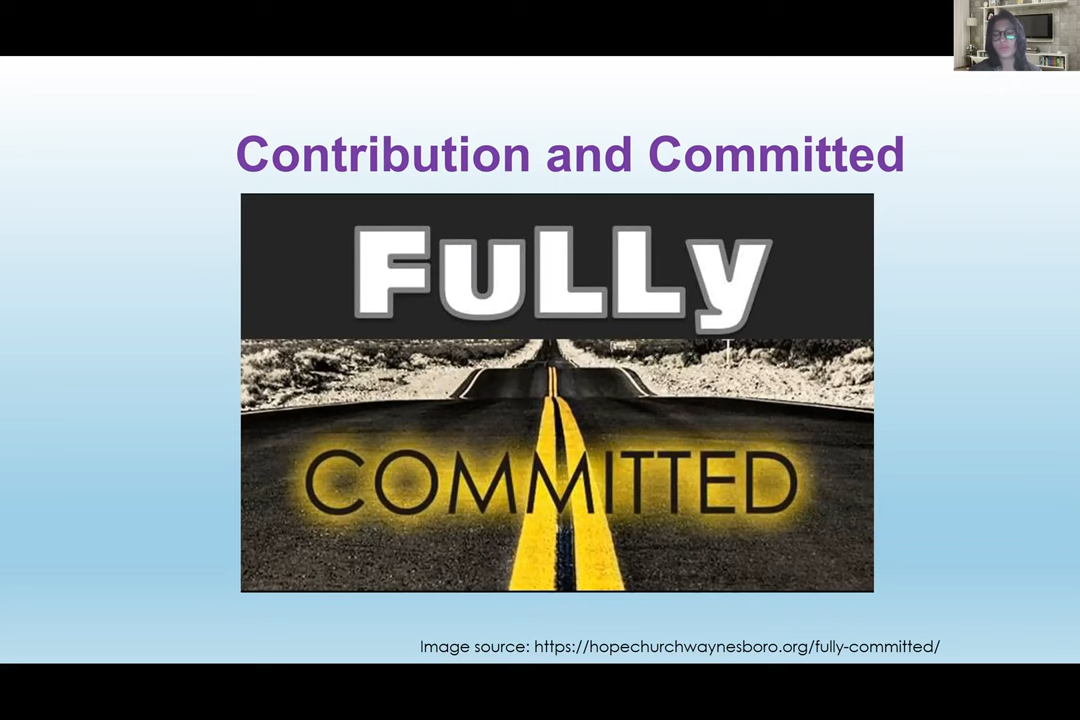 Contribution and Committed
FuLLy
COMMITTED
Image source: https://hopechurchwaynesboro.org/fully-committed/